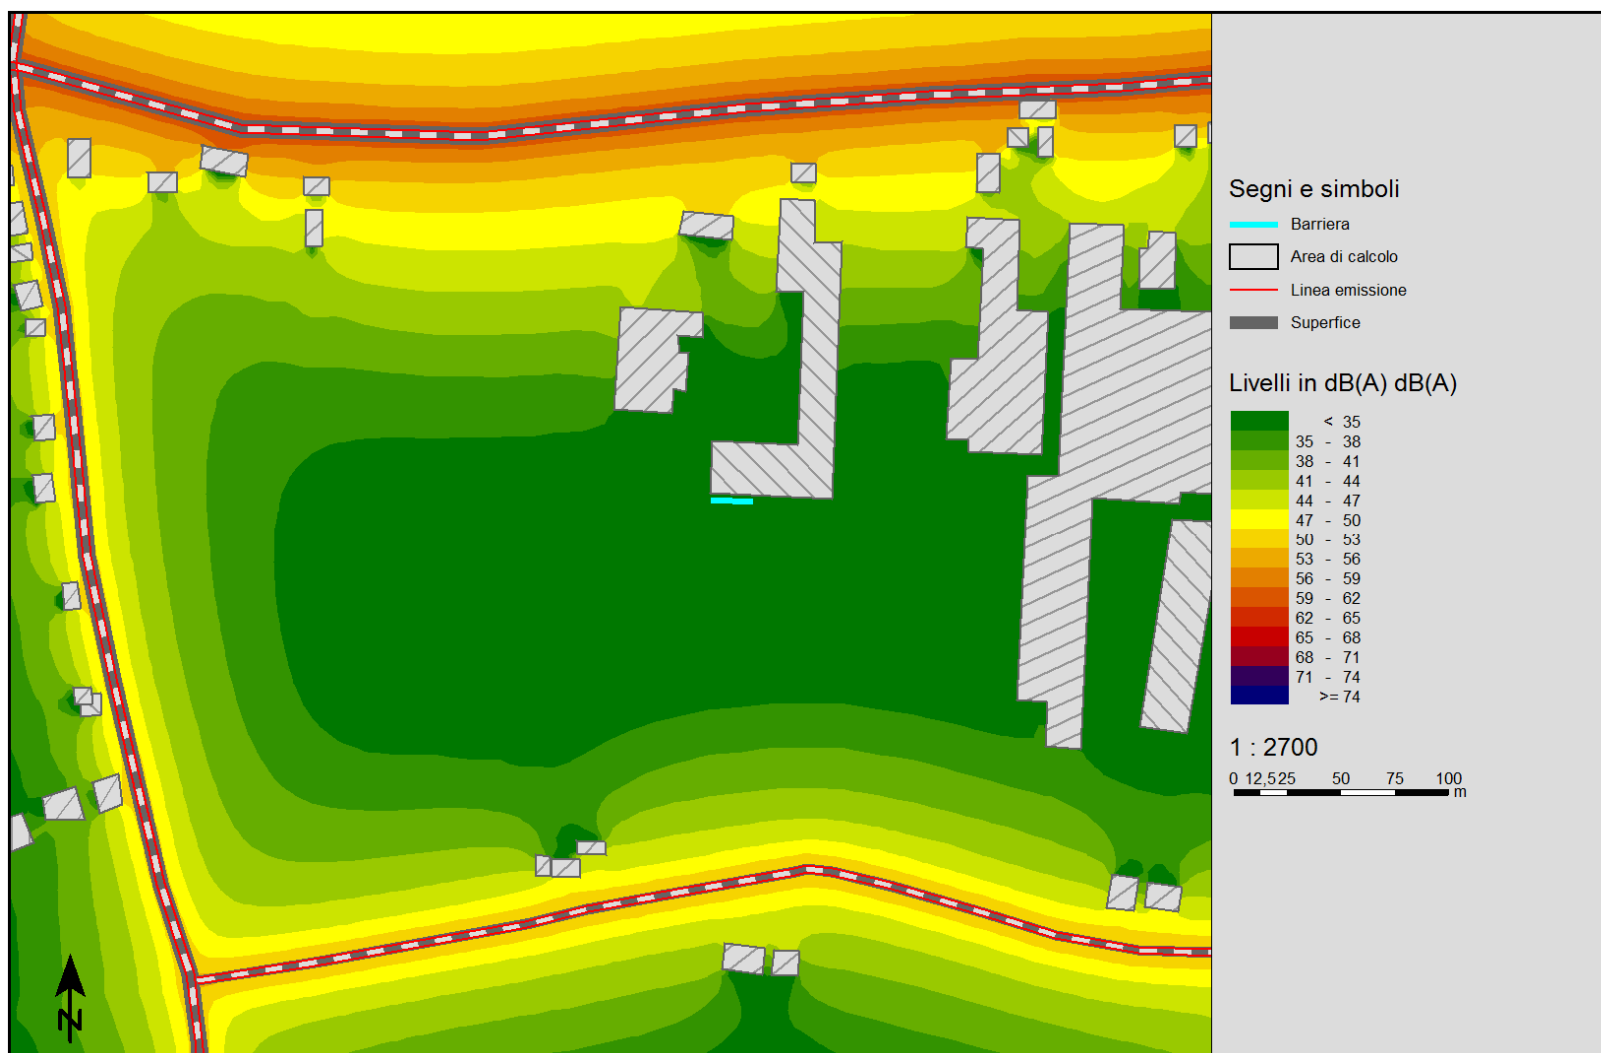 Segni e simboli
Barriera
Area di calcolo
Linea emissione
Superfice
Livelli in dB(A) dB(A)
< 35
35 - 38
38 - 41
41 - 44
44 - 47
47 - 50
50 - 53
53 - 56
56 - 59
59 - 62
62 - 65
65 - 68
68 - 71
71 - 74
>= 74
1 : 2700
0 12,5 25 50 75 100
m
N